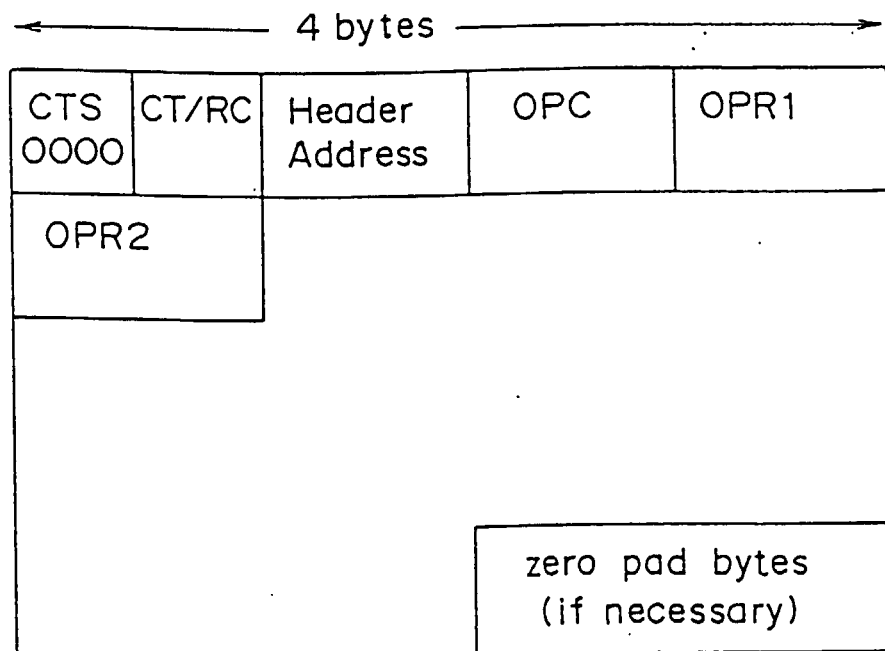 4 bytes
CTS
0000
CT/RC
Header
Address
OPC
OPR1
OPR2
zero pad bytes
(if necessary)